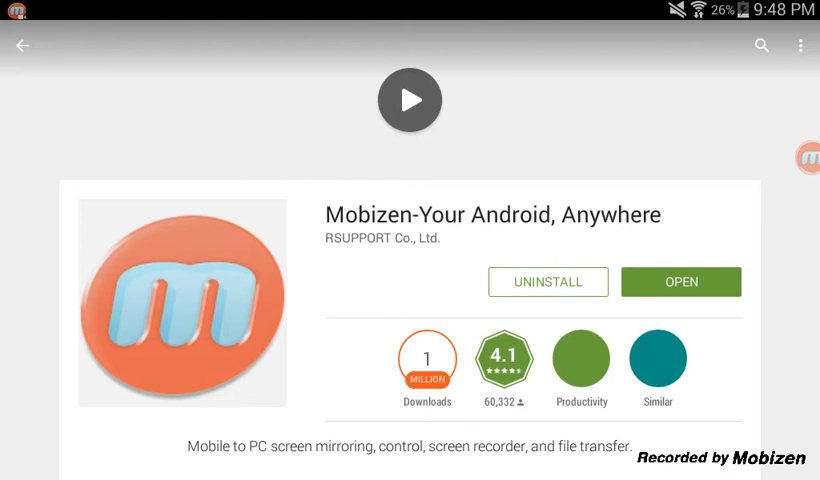 26% 9:48 PM
m
Mobizen-Your Android, Anywhere
RSUPPORT Co., Ltd.
UNINSTALL OPEN
m
1
MILLION
4.1
Downloads 60,332 Productivity Similar
Mobile to PC screen mirroring, control, screen recorder, and file transfer.
Recorded by Mobizen